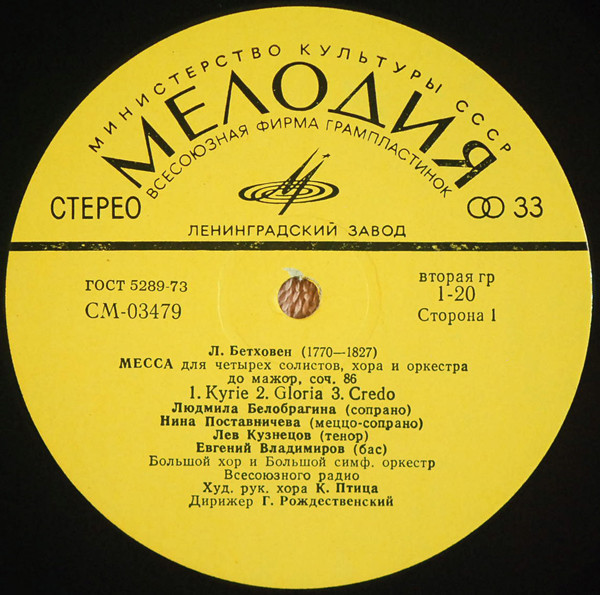 МИНИСТЕРСТВО КУЛЬТУРЫ СССР
МЕЛОДИЯ
ВСЕСОЮЗНАЯ ФИРМА ГРАМПЛАСТИНОК
СТЕРЕО
33
ЛЕНИНГРАДСКИЙ ЗАВОД
ГОСТ 5289-73
СМ-03479
вторая гр
1-20
Сторона 1
Л. Бетховен (1770—1827)
МЕССА для четырех солистов, хора и оркестра
до мажор, соч. 86
1. Kyrie 2. Gloria 3. Credo
Людмила Белобрагина (сопрано)
Нина Поставничева (меццо-сопрано)
Лев Кузнецов (тенор)
Евгений Владимиров (бас)
Большой хор и Большой симф. оркестр
Всесоюзного радио
Худ. рук. хора К. Птица
Дирижер Г. Рождественский